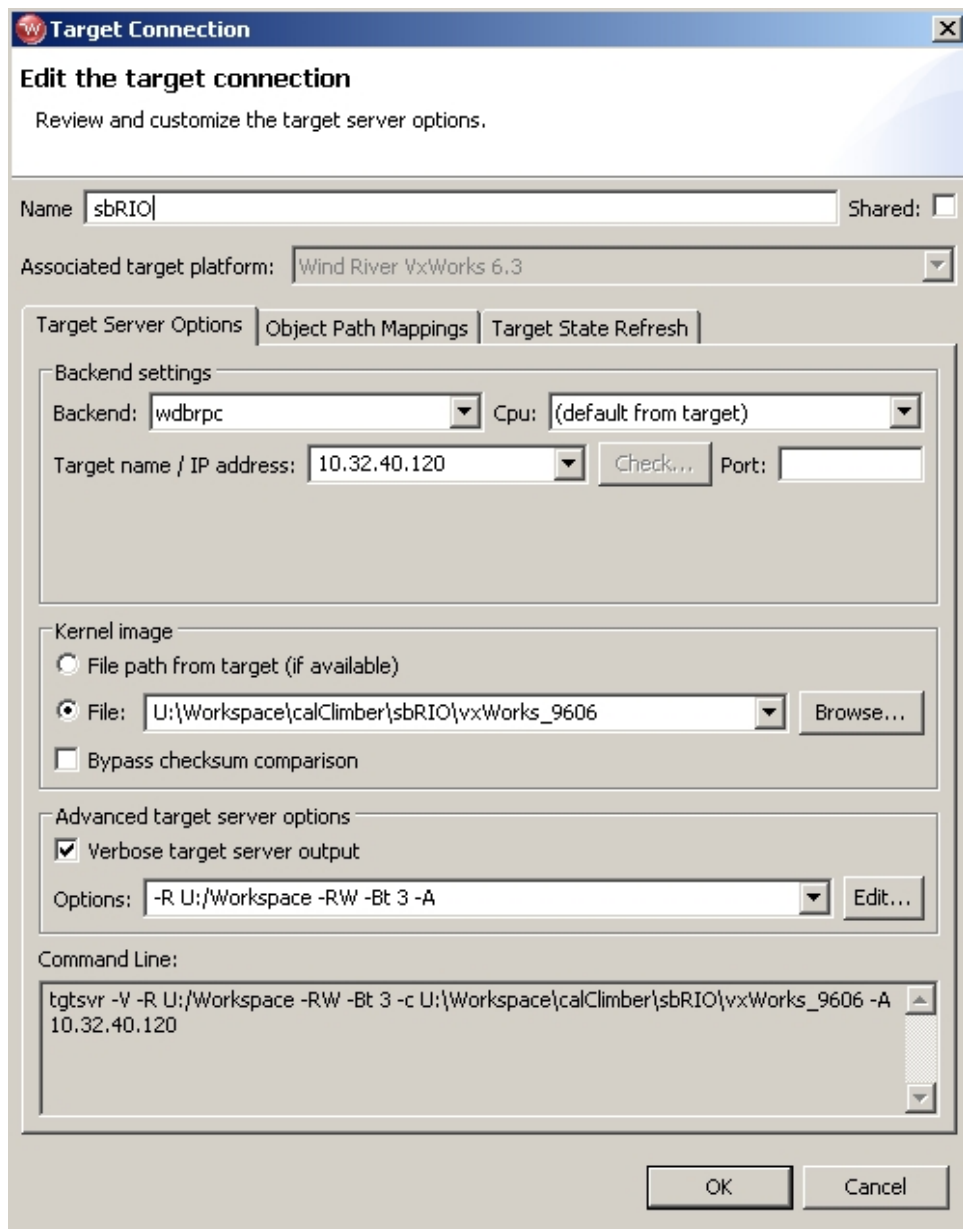 Target Connection
Edit the target connection
Review and customize the target server options.
Name sbRIO Shared:
Associated target platform: Wind River VxWorks 6.3
Target Server Options Object Path Mappings Target State Refresh
Backend settings
Backend: wdbrpc Cpu: (default from target)
Target name / IP address: 10.32.40.120 Check... Port:
Kernel image
File path from target (if available)
File: U:\Workspace\calClimber\sbRIO\vxWorks_9606 Browse...
Bypass checksum comparison
Advanced target server options
Verbose target server output
Options: -R U:/Workspace -RW -Bt 3 -A Edit...
Command Line:
tgtsvr -V -R U:/Workspace -RW -Bt 3 -c U:\Workspace\calClimber\sbRIO\vxWorks_9606 -A
10.32.40.120
OK Cancel